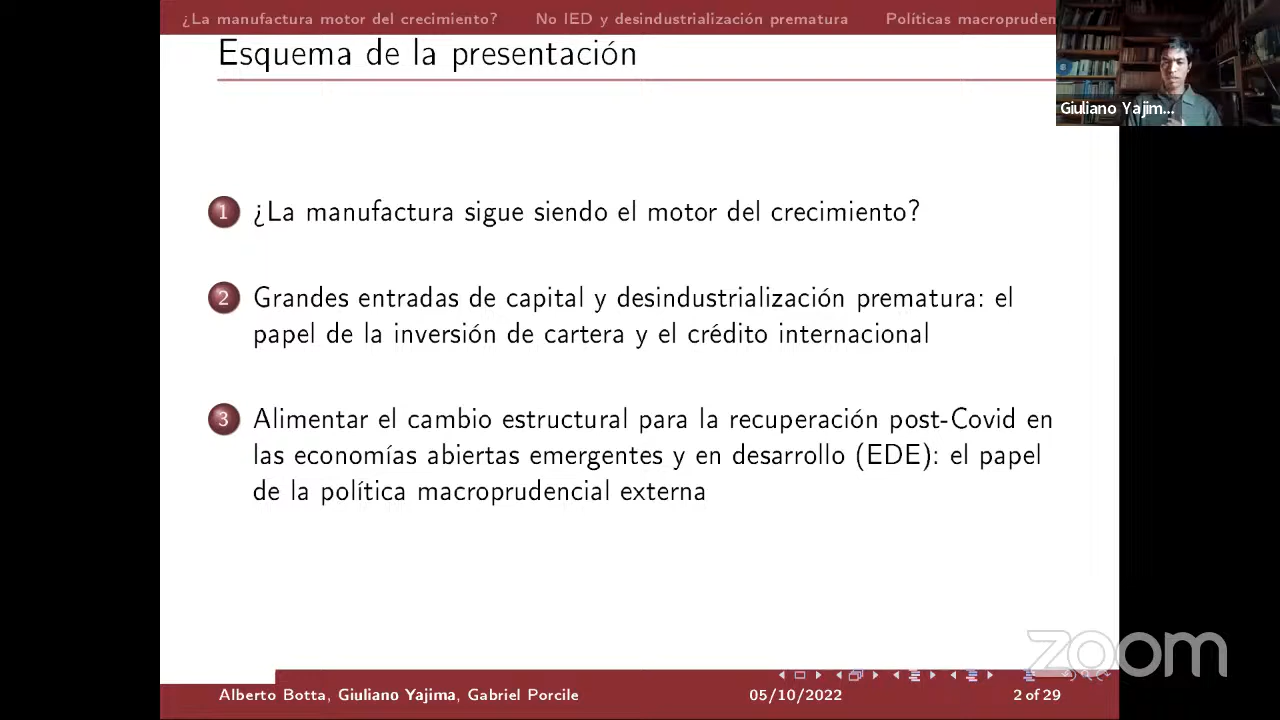 ¿La manufactura motor del crecimiento? No IED y desindustrialización prematura Políticas macropruden
Esquema de la presentación
Giuliano Yajim...
1 ¿La manufactura sigue siendo el motor del crecimiento?
2 Grandes entradas de capital y desindustrialización prematura: el
papel de la inversión de cartera y el crédito internacional
3 Alimentar el cambio estructural para la recuperación post-Covid en
las economías abiertas emergentes y en desarrollo (EDE): el papel
de la política macroprudencial externa
zoom
Alberto Botta, Giuliano Yajima, Gabriel Porcile 05/10/2022 2 of 29